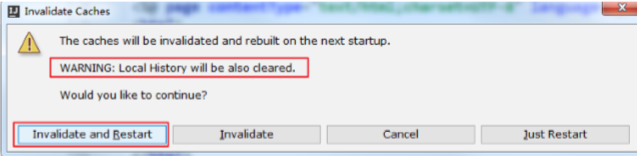 Invalidate Caches
The caches will be invalidated and rebuilt on the next startup.
WARNING: Local History will be also cleared.
Would you like to continue?
Invalidate and Restart
Invalidate
Cancel
Just Restart